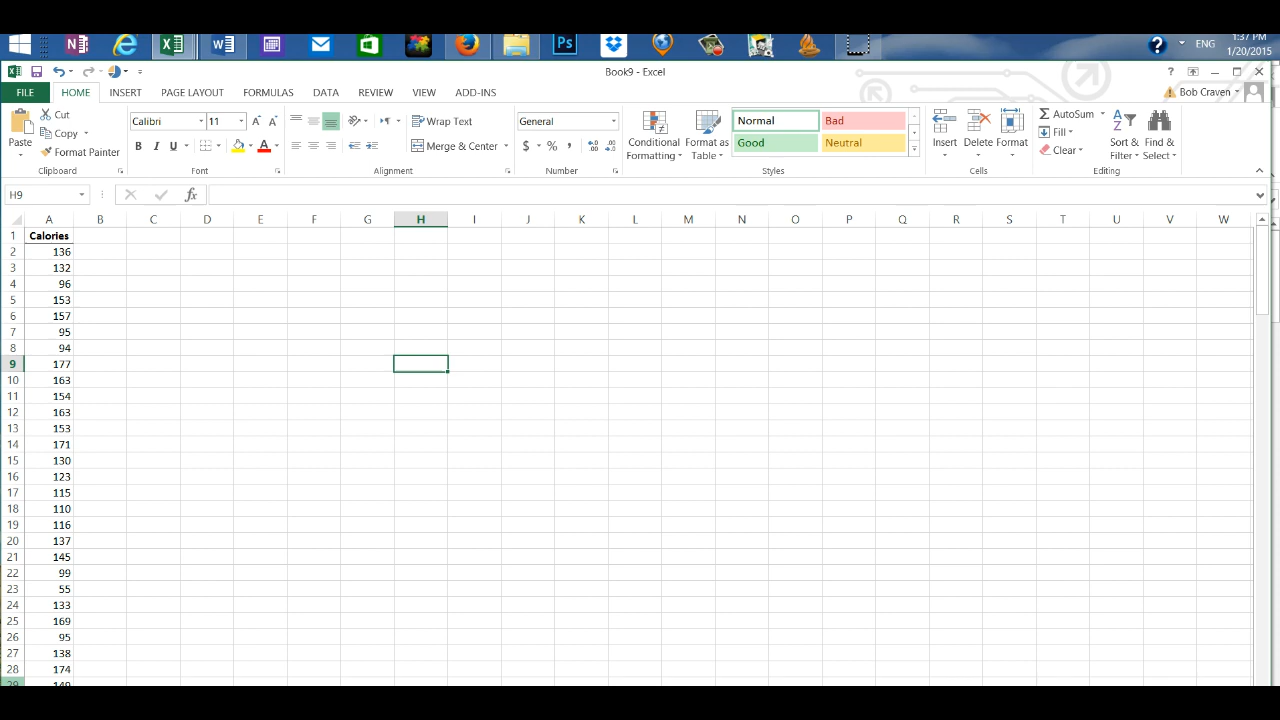 1:37 PM
ENG
1/20/2015
Book9 - Excel
FILE HOME INSERT PAGE LAYOUT FORMULAS DATA REVIEW VIEW ADD-INS
Bob Craven
Cut
Copy
Format Painter
Paste
Clipboard
Calibri 11
B I U
Font
Wrap Text
Merge & Center
Alignment
General
$ %
Number
Conditional
Formatting
Format as
Table
Normal Bad
Good Neutral
Styles
Insert Delete Format
Cells
AutoSum
Fill
Clear
Sort &
Filter
Find &
Select
Editing
H9 fx
A B C D E F G H I J K L M N O P Q R S T U V W
1 Calories
2 136
3 132
4 96
5 153
6 157
7 95
8 94
9 177
10 163
11 154
12 163
13 153
14 171
15 130
16 123
17 115
18 110
19 116
20 137
21 145
22 99
23 55
24 133
25 169
26 95
27 138
28 174